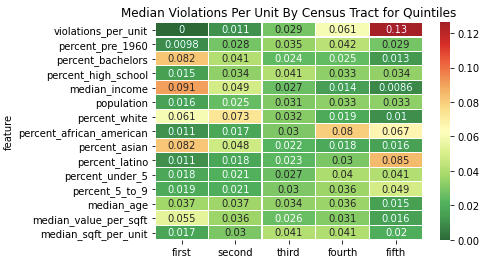 Median Violations Per Unit By Census Tract for Quintiles
violations_per_unit 0 0.011 0.029 0.061 0.13
percent_pre_1960 0.0098 0.028 0.035 0.042 0.029
percent_bachelors 0.082 0.041 0.024 0.025 0.013
percent_high_school 0.015 0.034 0.041 0.033 0.034
median_income 0.091 0.049 0.027 0.014 0.0086
population 0.016 0.025 0.031 0.033 0.033
percent_white 0.061 0.073 0.032 0.019 0.01
percent_african_american 0.011 0.017 0.03 0.08 0.067
percent_asian 0.082 0.048 0.022 0.018 0.016
percent_latino 0.011 0.018 0.023 0.03 0.085
percent_under_5 0.018 0.021 0.027 0.04 0.041
percent_5_to_9 0.019 0.021 0.03 0.036 0.049
median_age 0.037 0.037 0.034 0.036 0.015
median_value_per_sqft 0.055 0.036 0.026 0.031 0.016
median_sqft_per_unit 0.017 0.03 0.041 0.041 0.02
first second third fourth fifth
feature
0.12
0.10
0.08
0.06
0.04
0.02
0.00